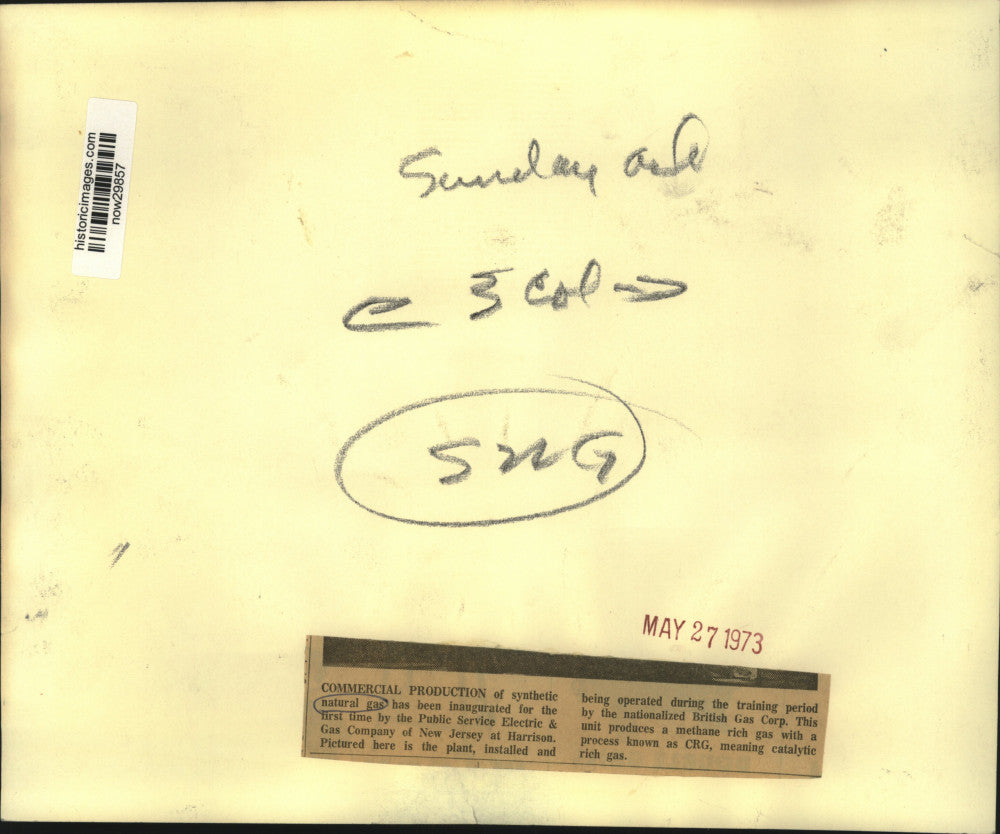 historicimages.com
now29857
Sunday
3 Col
SNG
MAY 27 1973
COMMERCIAL PRODUCTION of synthetic
natural gas has been inaugurated for the
first time by the Public Service Electric &
Gas Company of New Jersey at Harrison.
Pictured here is the plant, installed and
being operated during the training period
by the nationalized British Gas Corp. This
unit produces a methane rich gas with a
process known as CRG, meaning catalytic
rich gas.